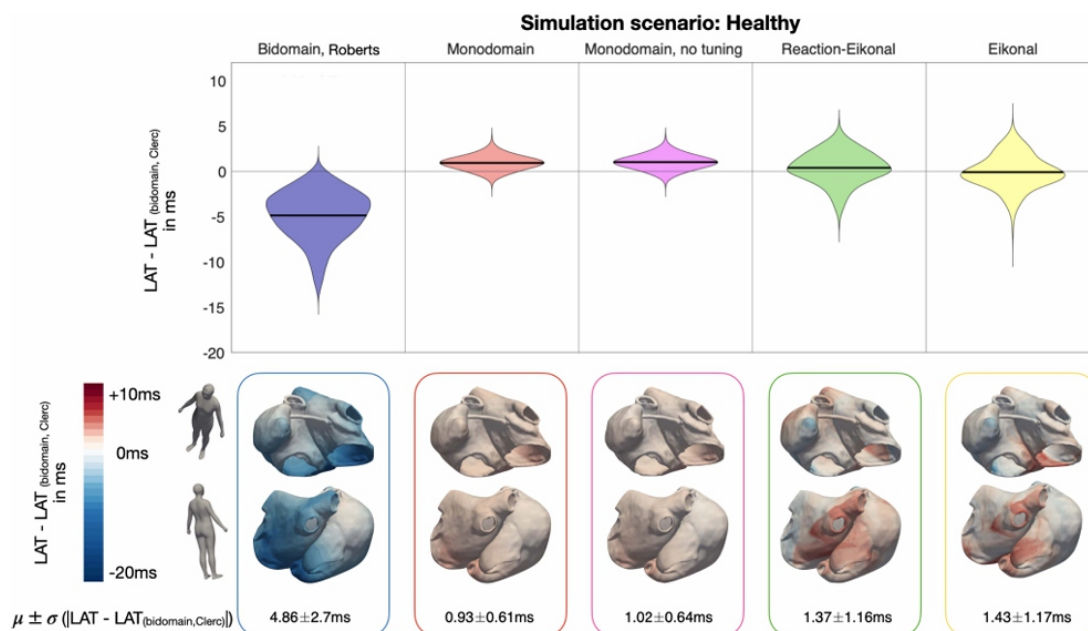 Simulation scenario: Healthy
Bidomain, Roberts
Monodomain
Monodomain, no tuning
Reaction-Eikonal
Eikonal
LAT - LAT (bidomain, Clerc)
in ms
10
5
0
-5
-10
-15
-20
LAT - LAT (bidomain, Clerc)
in ms
+10ms
0ms
-20ms
μ ± σ (|LAT - LAT(bidomain,Clerc)|)
4.86±2.7ms
0.93±0.61ms
1.02±0.64ms
1.37±1.16ms
1.43±1.17ms